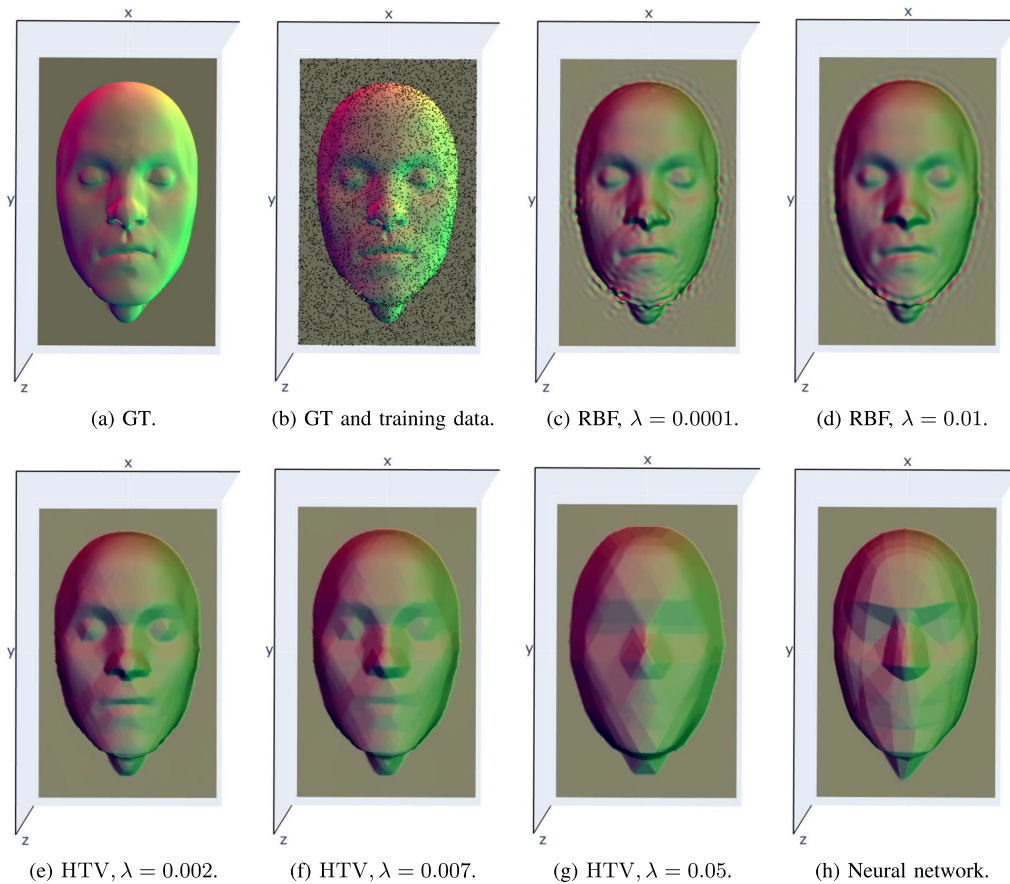 x x x x
y y y y
z z z z
(a) GT. (b) GT and training data. (c) RBF, λ = 0.0001. (d) RBF, λ = 0.01.
x x x x
y y y y
z z z z
(e) HTV, λ = 0.002. (f) HTV, λ = 0.007. (g) HTV, λ = 0.05. (h) Neural network.